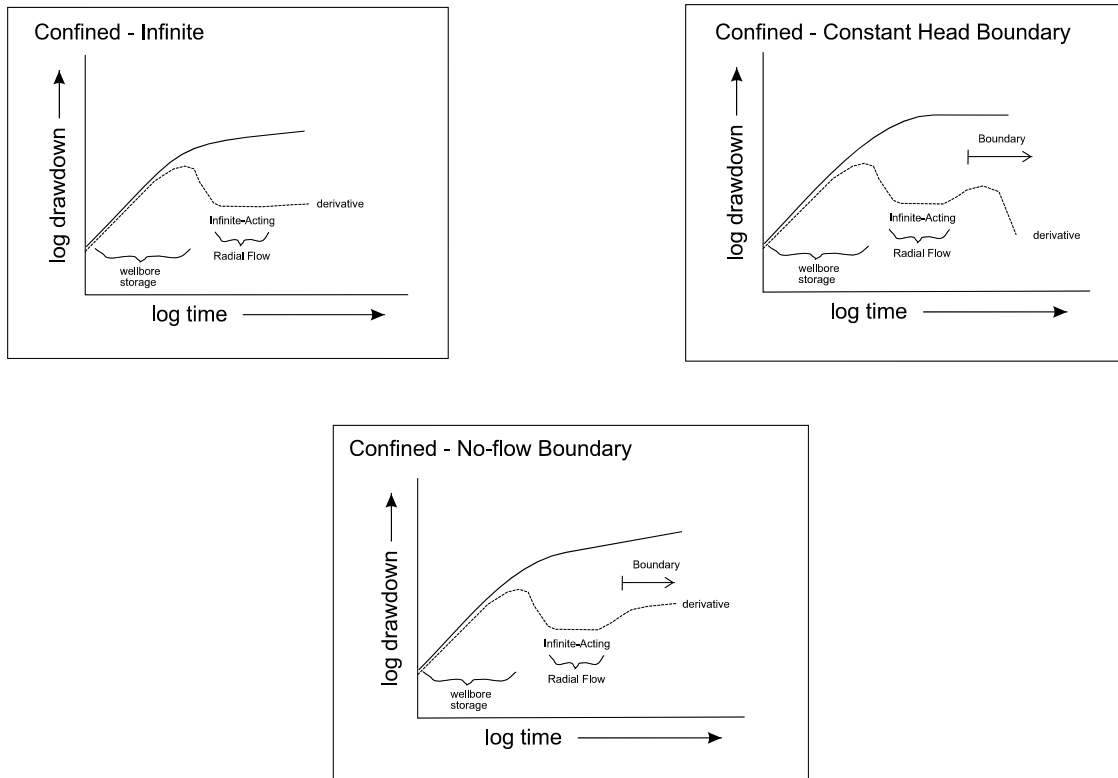 Confined - Infinite
log drawdown
derivative
Infinite-Acting
Radial Flow
wellbore
storage
log time
Confined - Constant Head Boundary
log drawdown
Boundary
Infinite-Acting
Radial Flow
derivative
wellbore
storage
log time
Confined - No-flow Boundary
log drawdown
Boundary
derivative
Infinite-Acting
Radial Flow
wellbore
storage
log time